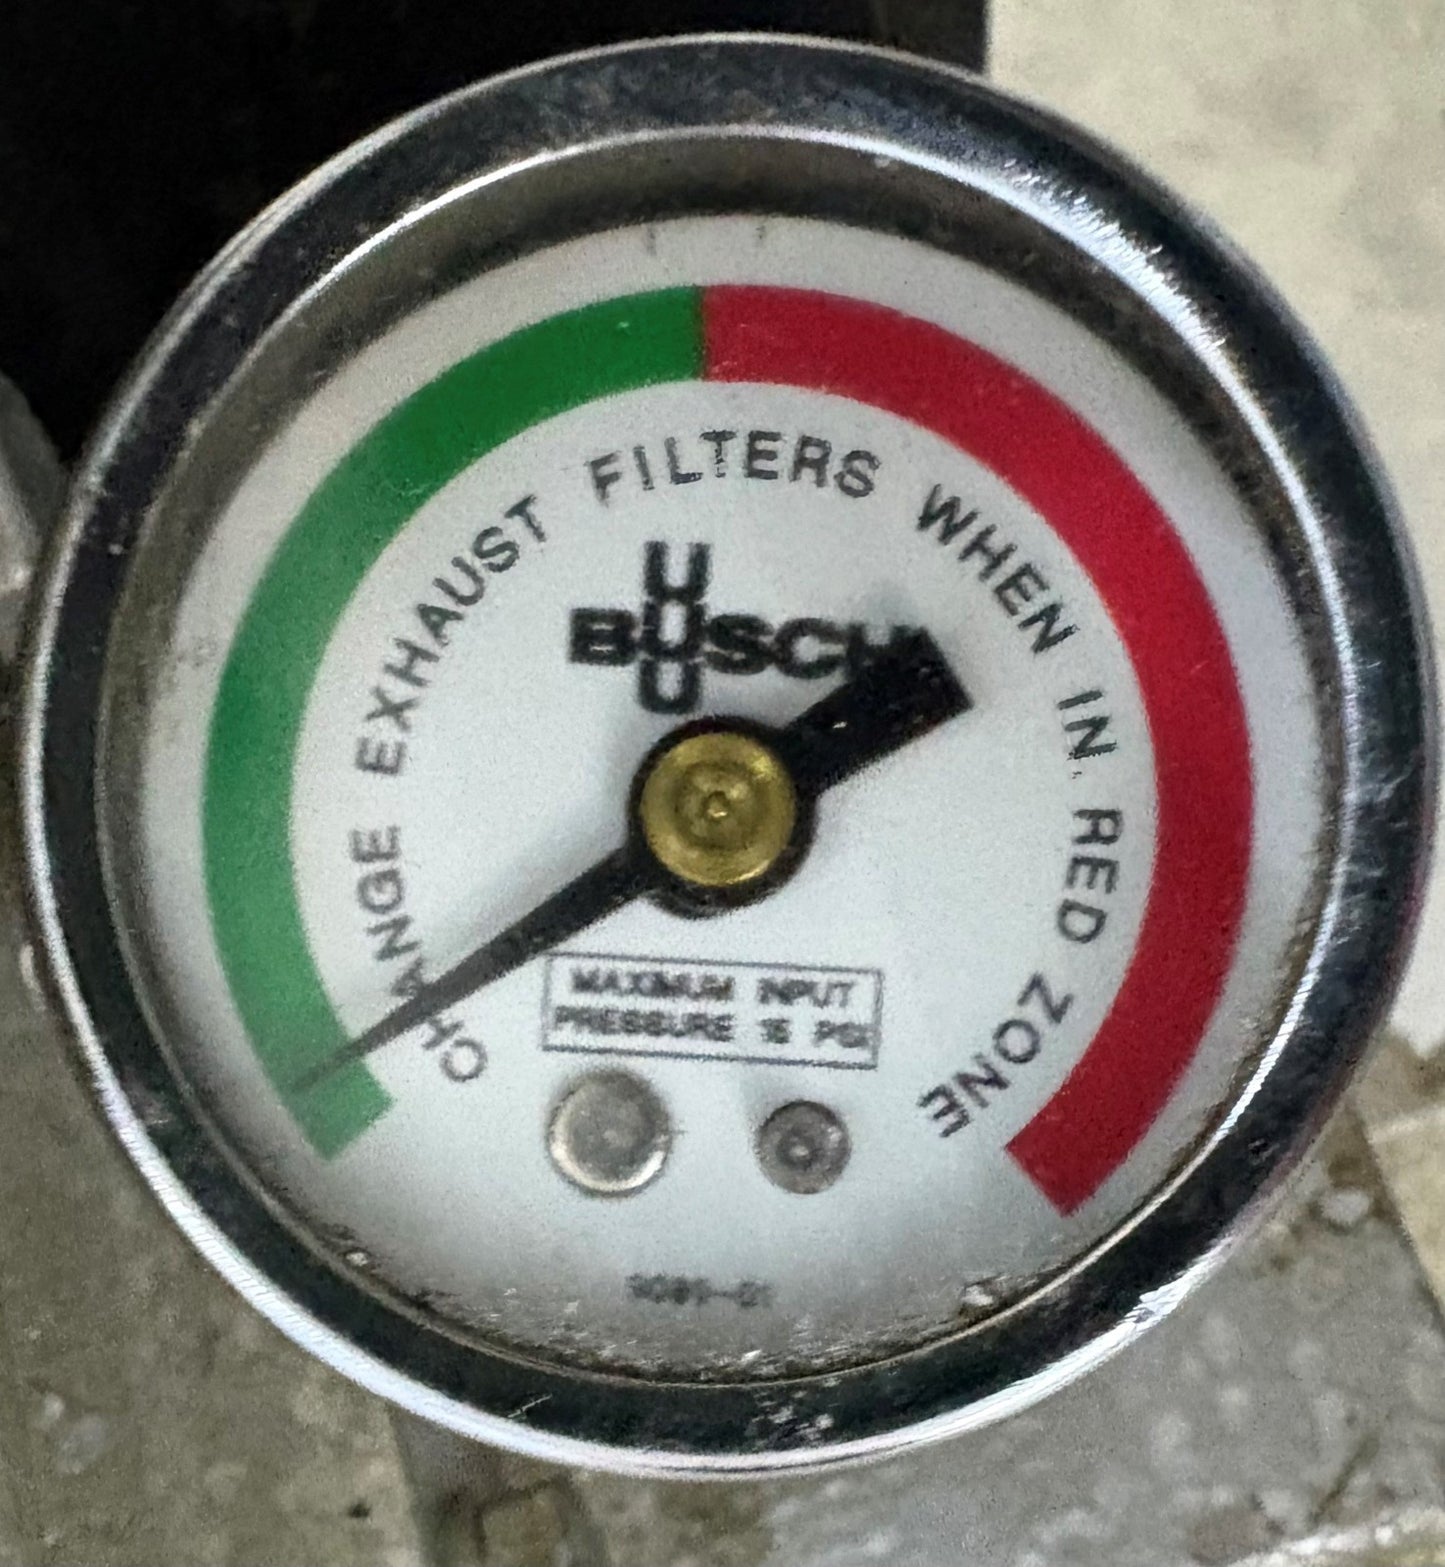 CHANGE EXHAUST FILTERS WHEN IN RED ZONE
BUSCH
MAXIMUM INPUT
PRESSURE 15 PSI